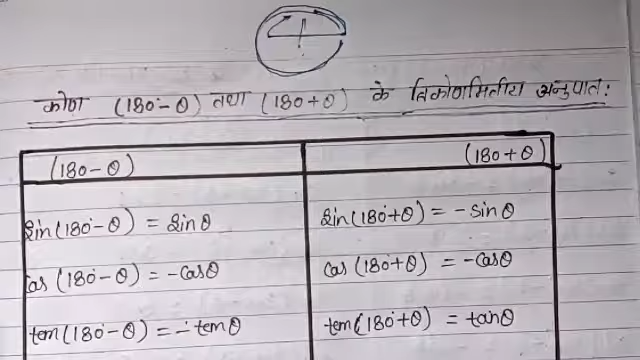 कोण (180°-θ) तथा (180+θ) के त्रिकोणमितीय अनुपात:
(180-θ) (180+θ)
sin(180°-θ) = sinθ sin(180°+θ) = -sinθ
cos(180°-θ) = -cosθ cos(180°+θ) = -cosθ
tan(180°-θ) = -tanθ tan(180°+θ) = tanθ